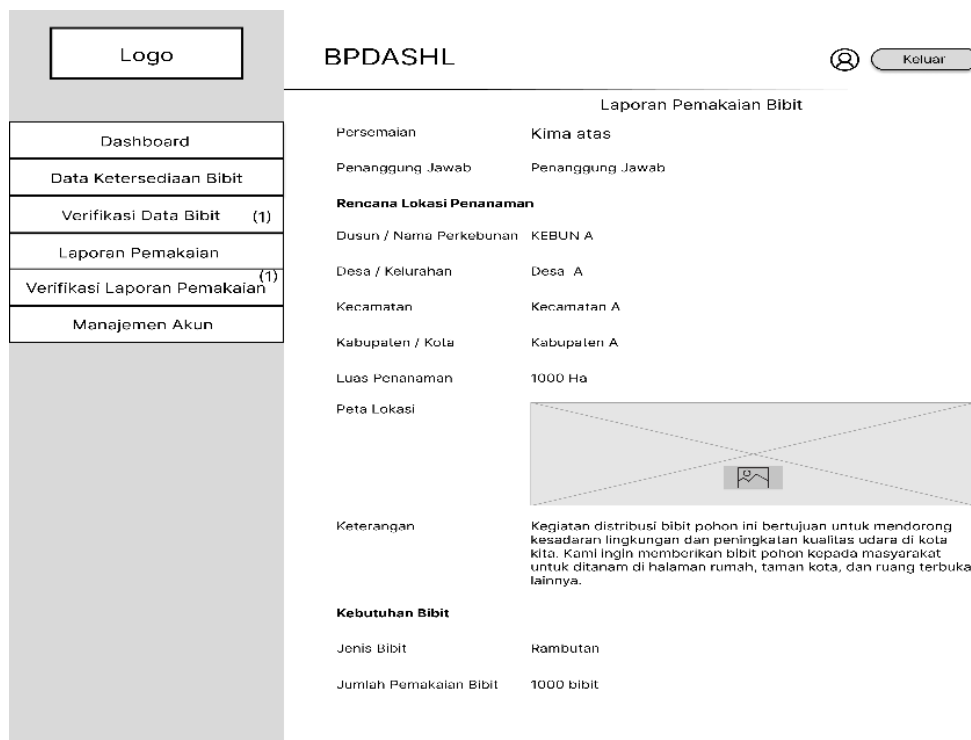 Logo
BPDASHL
Keluar
Laporan Pemakaian Bibit
Dashboard
Data Ketersediaan Bibit
Verifikasi Data Bibit (1)
Laporan Pemakaian
(1)
Verifikasi Laporan Pemakaian
Manajemen Akun
Persemaian Kima atas
Penanggung Jawab Penanggung Jawab
Rencana Lokasi Penanaman
Dusun / Nama Perkebunan KEBUN A
Desa / Kelurahan Desa A
Kecamatan Kecamatan A
Kabupaten / Kota Kabupaten A
Luas Penanaman 1000 Ha
Peta Lokasi
Keterangan Kegiatan distribusi bibit pohon ini bertujuan untuk mendorong
kesadaran lingkungan dan peningkatan kualitas udara di kota
kita. Kami ingin memberikan bibit pohon kepada masyarakat
untuk ditanam di halaman rumah, taman kota, dan ruang terbuka
lainnya.
Kebutuhan Bibit
Jenis Bibit Rambutan
Jumlah Pemakaian Bibit 1000 bibit